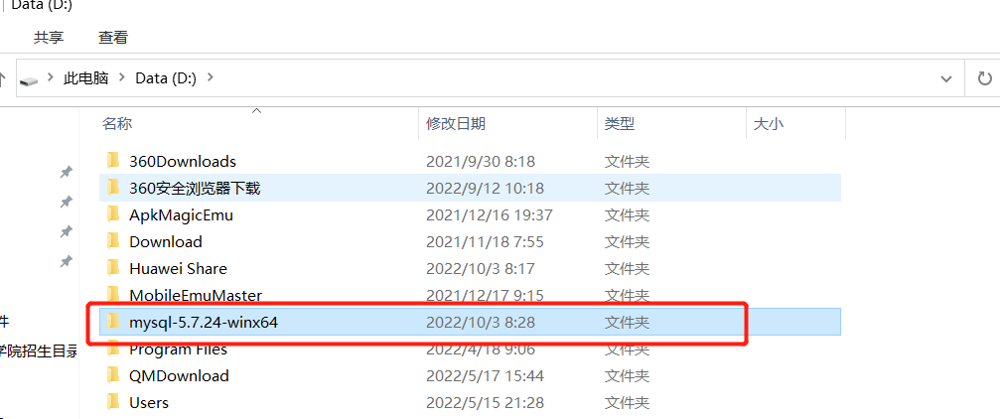 Data (D:)
共享 查看
此电脑 Data (D:)
名称 修改日期 类型 大小
360Downloads 2021/9/30 8:18 文件夹
360安全浏览器下载 2022/9/12 10:18 文件夹
ApkMagicEmu 2021/12/16 19:37 文件夹
Download 2021/11/18 7:55 文件夹
Huawei Share 2022/10/3 8:17 文件夹
MobileEmuMaster 2021/12/17 9:15 文件夹
件 mysql-5.7.24-winx64 2022/10/3 8:28 文件夹
学院招生目录 Program Files 2022/4/18 9:06 文件夹
QMDownload 2022/5/17 15:44 文件夹
Users 2022/5/15 21:28 文件夹